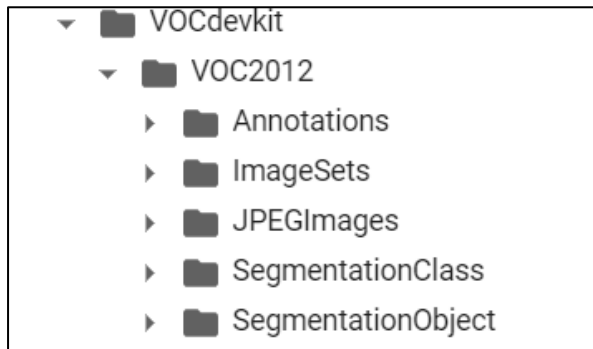 VOCdevkit
VOC2012
Annotations
ImageSets
JPEGImages
SegmentationClass
SegmentationObject